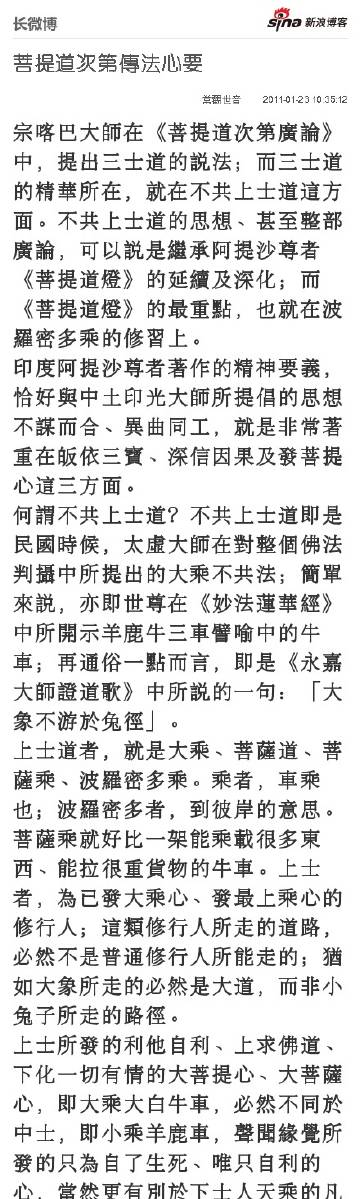 长微博
sina 新浪博客
菩提道次第傳法心要
2011-01-23 10:35:12
宗喀巴大師在《菩提道次第廣論》
中，提出三士道的説法；而三士道
的精華所在，就在不共上士道這方
面。不共上士道的思想、甚至整部
廣論，可以説是繼承阿提沙尊者
《菩提道燈》的延續及深化；而
《菩提道燈》的最重點，也就在波
羅密多乘的修習上。
印度阿提沙尊者著作的精神要義，
恰好與中土印光大師所提倡的思想
不謀而合、異曲同工，就是非常著
重在皈依三寶、深信因果及發菩提
心這三方面。
何謂不共上士道？不共上士道即是
民國時候，太虛大師在對整個佛法
判攝中所提出的大乘不共法；簡單
來説，亦即世尊在《妙法蓮華經》
中所開示羊鹿牛三車譬喻中的牛
車；再通俗一點而言，即是《永嘉
大師證道歌》中所説的一句：「大
象不游於兔徑」。
上士道者，就是大乘、菩薩道、菩
薩乘、波羅密多乘。乘者，車乘
也；波羅密多者，到彼岸的意思。
菩薩乘就好比一架能乘載很多東
西、能拉很重貨物的牛車。上士
者，為已發大乘心、發最上乘心的
修行人；這類修行人所走的道路，
必然不是普通修行人所能走的；猶
如大象所走的必然是大道，而非小
兔子所走的路徑。
上士所發的利他自利、上求佛道、
下化一切有情的大菩提心、大菩薩
心，即大乘大白牛車，必然不同於
中士，即小乘羊鹿車，聲聞緣覺所
發的只為自了生死、唯只自利的
心，當然更有別於下士人天乘的凡